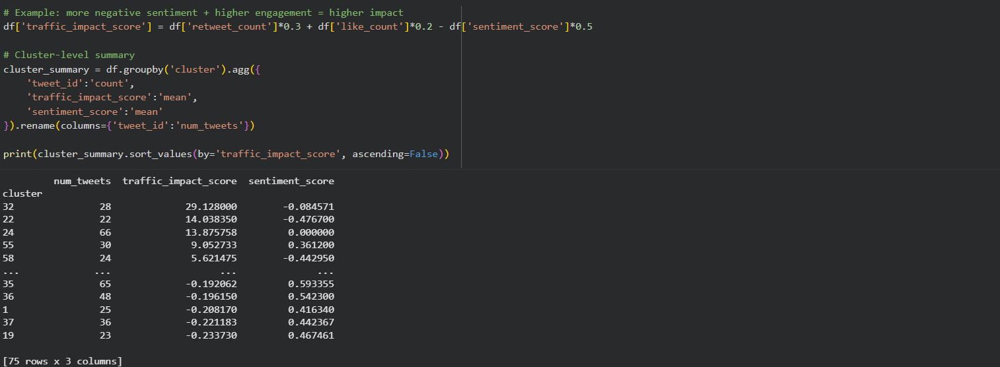 # Example: more negative sentiment + higher engagement = higher impact
df['traffic_impact_score'] = df['retweet_count']*0.3 + df['like_count']*0.2 - df['sentiment_score']*0.5

# Cluster-level summary
cluster_summary = df.groupby('cluster').agg({
    'tweet_id':'count',
    'traffic_impact_score':'mean',
    'sentiment_score':'mean'
}).rename(columns={'tweet_id':'num_tweets'})

print(cluster_summary.sort_values(by='traffic_impact_score', ascending=False))
         num_tweets  traffic_impact_score  sentiment_score
cluster
32               28             29.128000        -0.084571
22               22             14.038350        -0.476700
24               66             13.875758         0.000000
55               30              9.052733         0.361200
58               24              5.621475        -0.442950
...             ...                   ...              ...
35               65             -0.192062         0.593355
36               48             -0.196150         0.542300
1                25             -0.208170         0.416340
37               36             -0.221183         0.442367
19               23             -0.233730         0.467461

[75 rows x 3 columns]